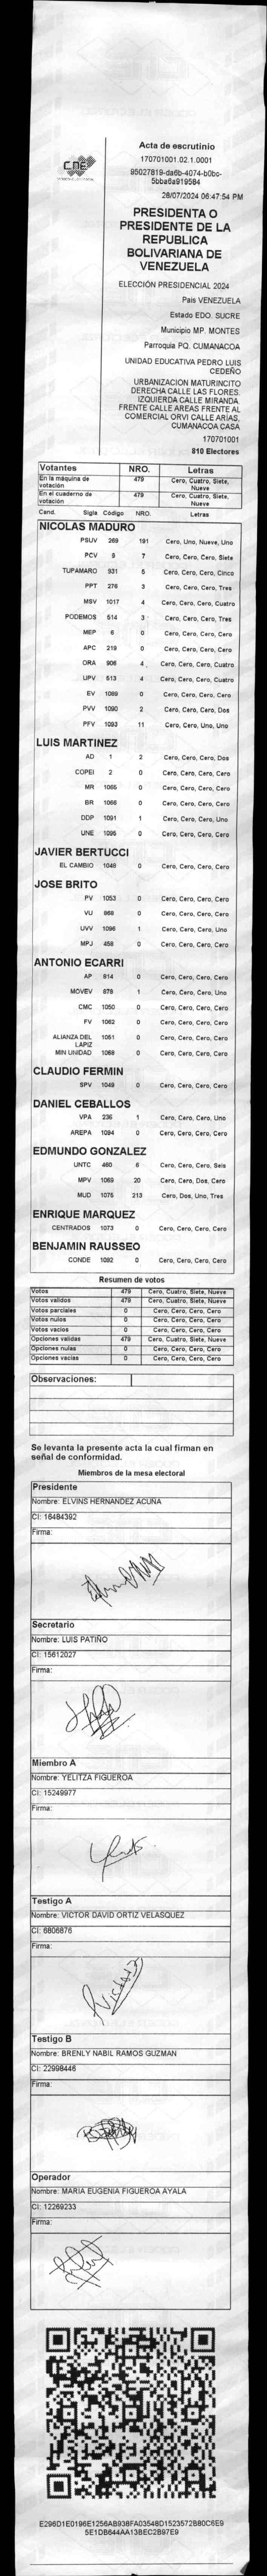 CNE
Acta de escrutinio
170701001.02.1.0001
95027819-da6b-4074-b0bc-
5bba6a919584
28/07/2024 06:47:54 PM
PRESIDENTA O
PRESIDENTE DE LA
REPUBLICA
BOLIVARIANA DE
VENEZUELA
ELECCIÓN PRESIDENCIAL 2024
País VENEZUELA
Estado EDO. SUCRE
Municipio MP. MONTES
Parroquia PQ. CUMANACOA
UNIDAD EDUCATIVA PEDRO LUIS
CEDEÑO
URBANIZACION MATURINCITO
DERECHA CALLE LAS FLORES.
IZQUIERDA CALLE MIRANDA.
FRENTE CALLE AREAS FRENTE AL
COMERCIAL ORVI CALLE ARIAS.
CUMANACOA CASA
170701001
810 Electores
Votantes NRO. Letras
En la máquina de votación 479 Cero, Cuatro, Siete, Nueve
En el cuaderno de votación 479 Cero, Cuatro, Siete, Nueve
Cand. Sigla Código NRO. Letras
NICOLAS MADURO
PSUV 269 191 Cero, Uno, Nueve, Uno
PCV 9 7 Cero, Cero, Cero, Siete
TUPAMARO 931 5 Cero, Cero, Cero, Cinco
PPT 276 3 Cero, Cero, Cero, Tres
MSV 1017 4 Cero, Cero, Cero, Cuatro
PODEMOS 514 3 Cero, Cero, Cero, Tres
MEP 6 0 Cero, Cero, Cero, Cero
APC 219 0 Cero, Cero, Cero, Cero
ORA 906 4 Cero, Cero, Cero, Cuatro
UPV 513 4 Cero, Cero, Cero, Cuatro
EV 1089 0 Cero, Cero, Cero, Cero
PVV 1090 2 Cero, Cero, Cero, Dos
PFV 1093 11 Cero, Cero, Uno, Uno
LUIS MARTINEZ
AD 1 2 Cero, Cero, Cero, Dos
COPEI 2 0 Cero, Cero, Cero, Cero
MR 1065 0 Cero, Cero, Cero, Cero
BR 1066 0 Cero, Cero, Cero, Cero
DDP 1091 1 Cero, Cero, Cero, Uno
UNE 1095 0 Cero, Cero, Cero, Cero
JAVIER BERTUCCI
EL CAMBIO 1048 0 Cero, Cero, Cero, Cero
JOSE BRITO
PV 1053 0 Cero, Cero, Cero, Cero
VU 868 0 Cero, Cero, Cero, Cero
UVV 1096 1 Cero, Cero, Cero, Uno
MPJ 458 0 Cero, Cero, Cero, Cero
ANTONIO ECARRI
AP 814 0 Cero, Cero, Cero, Cero
MOVEV 878 1 Cero, Cero, Cero, Uno
CMC 1050 0 Cero, Cero, Cero, Cero
FV 1062 0 Cero, Cero, Cero, Cero
ALIANZA DEL LAPIZ 1051 0 Cero, Cero, Cero, Cero
MIN UNIDAD 1068 0 Cero, Cero, Cero, Cero
CLAUDIO FERMIN
SPV 1049 0 Cero, Cero, Cero, Cero
DANIEL CEBALLOS
VPA 236 1 Cero, Cero, Cero, Uno
AREPA 1094 0 Cero, Cero, Cero, Cero
EDMUNDO GONZALEZ
UNTC 460 6 Cero, Cero, Cero, Seis
MPV 1069 20 Cero, Cero, Dos, Cero
MUD 1075 213 Cero, Dos, Uno, Tres
ENRIQUE MARQUEZ
CENTRADOS 1073 0 Cero, Cero, Cero, Cero
BENJAMIN RAUSSEO
CONDE 1092 0 Cero, Cero, Cero, Cero
Resumen de votos
Votos 479 Cero, Cuatro, Siete, Nueve
Votos validos 479 Cero, Cuatro, Siete, Nueve
Votos parciales 0 Cero, Cero, Cero, Cero
Votos nulos 0 Cero, Cero, Cero, Cero
Votos vacios 0 Cero, Cero, Cero, Cero
Opciones validas 479 Cero, Cuatro, Siete, Nueve
Opciones nulas 0 Cero, Cero, Cero, Cero
Opciones vacias 0 Cero, Cero, Cero, Cero
Observaciones:
Se levanta la presente acta la cual firman en
señal de conformidad.
Miembros de la mesa electoral
Presidente
Nombre: ELVINS HERNANDEZ ACUÑA
CI: 16484392
Firma:
Secretario
Nombre: LUIS PATIÑO
CI: 15612027
Firma:
Miembro A
Nombre: YELITZA FIGUEROA
CI: 15249977
Firma:
Testigo A
Nombre: VICTOR DAVID ORTIZ VELASQUEZ
CI: 6806876
Firma:
Testigo B
Nombre: BRENLY NABIL RAMOS GUZMAN
CI: 22998446
Firma:
Operador
Nombre: MARIA EUGENIA FIGUEROA AYALA
CI: 12269233
Firma:
E296D1E0196E1256AB938FA03548D1523572B80C6E9
5E1DB644AA13BEC2B97E9